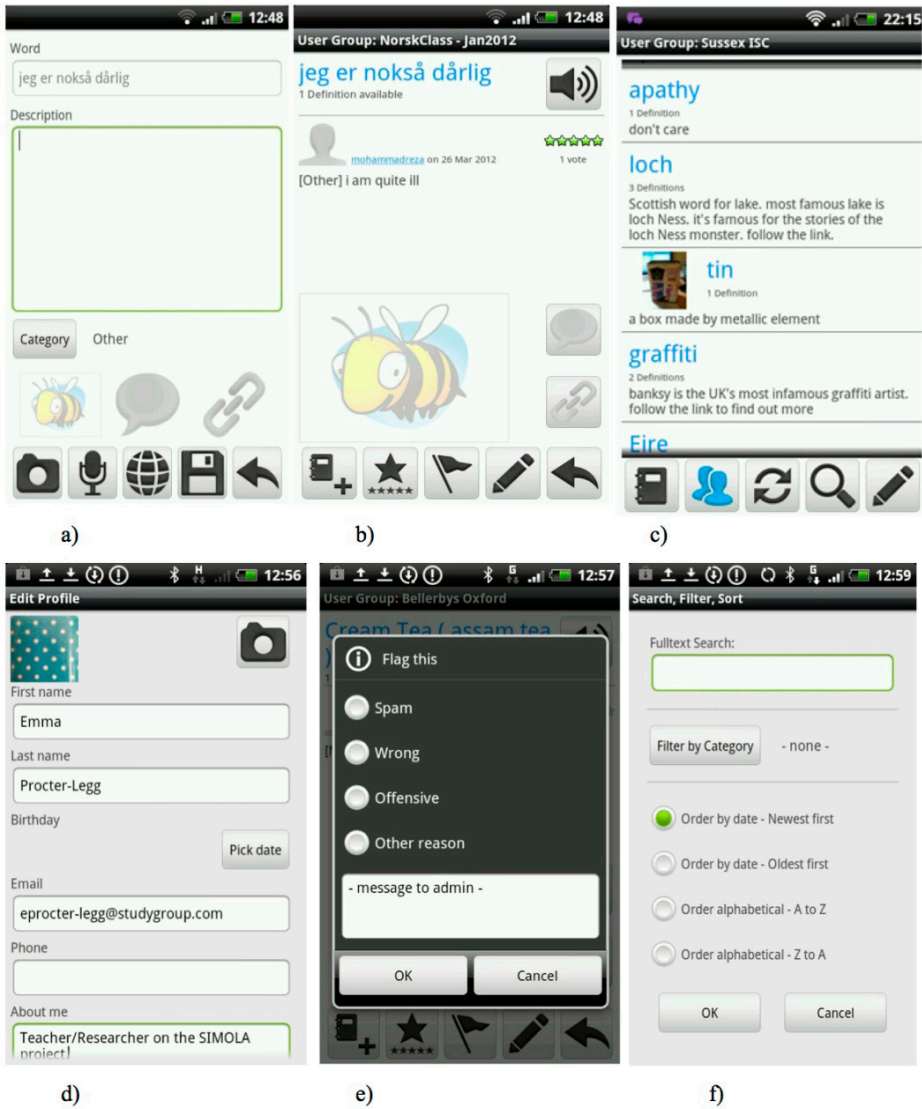 12:48
Word
jeg er nokså dårlig
Description
Category
Other
a)
12:48
User Group: NorskClass - Jan2012
jeg er nokså dårlig
1 Definition available
mohammadreza on 26 Mar 2012
1 vote
[Other] i am quite ill
b)
22:15
User Group: Sussex ISC
apathy
1 Definition
don't care
loch
3 Definitions
Scottish word for lake. most famous lake is
loch Ness. it's famous for the stories of the
loch Ness monster. follow the link.
tin
1 Definition
a box made by metallic element
graffiti
2 Definitions
banksy is the UK's most infamous graffiti artist.
follow the link to find out more
Eire
c)
H
12:56
Edit Profile
First name
Emma
Last name
Procter-Legg
Birthday
Pick date
Email
eprocter-legg@studygroup.com
Phone
About me
Teacher/Researcher on the SIMOLA
project.
d)
G
12:57
User Group: Bellerbys Oxford
Cream Tea ( assam tea
)
1
Flag this
Spam
Wrong
Offensive
Other reason
- message to admin -
OK
Cancel
e)
G
12:59
Search, Filter, Sort
Fulltext Search:
Filter by Category
- none -
Order by date - Newest first
Order by date - Oldest first
Order alphabetical - A to Z
Order alphabetical - Z to A
OK
Cancel
f)